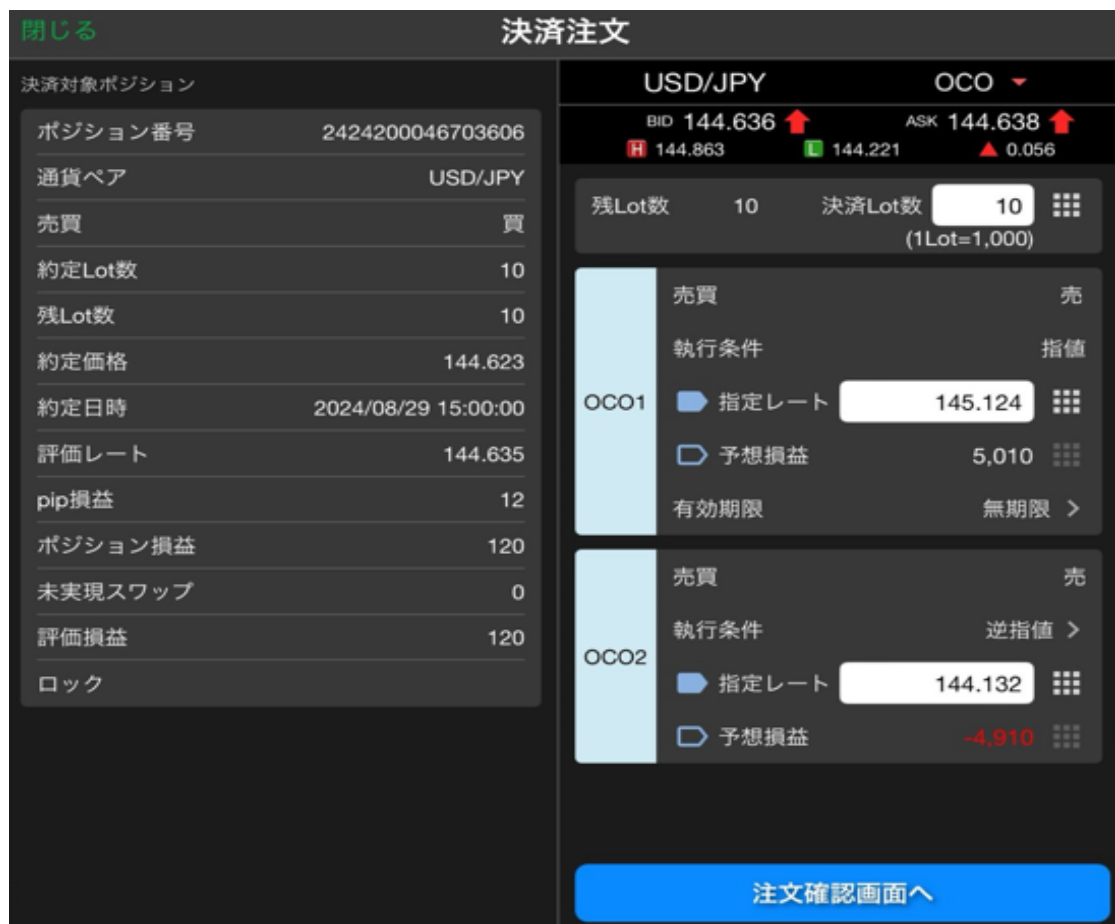 閉じる
決済注文
決済対象ポジション
ポジション番号 2424200046703606
通貨ペア USD/JPY
売買 買
約定Lot数 10
残Lot数 10
約定価格 144.623
約定日時 2024/08/29 15:00:00
評価レート 144.635
pip損益 12
ポジション損益 120
未実現スワップ 0
評価損益 120
ロック
USD/JPY OCO
BID 144.636 ASK 144.638
H 144.863 L 144.221 0.056
残Lot数 10 決済Lot数 10
(1Lot=1,000)
OCO1
売買 売
執行条件 指値
指定レート 145.124
予想損益 5,010
有効期限 無期限 >
OCO2
売買 売
執行条件 逆指値 >
指定レート 144.132
予想損益 -4,910
注文確認画面へ